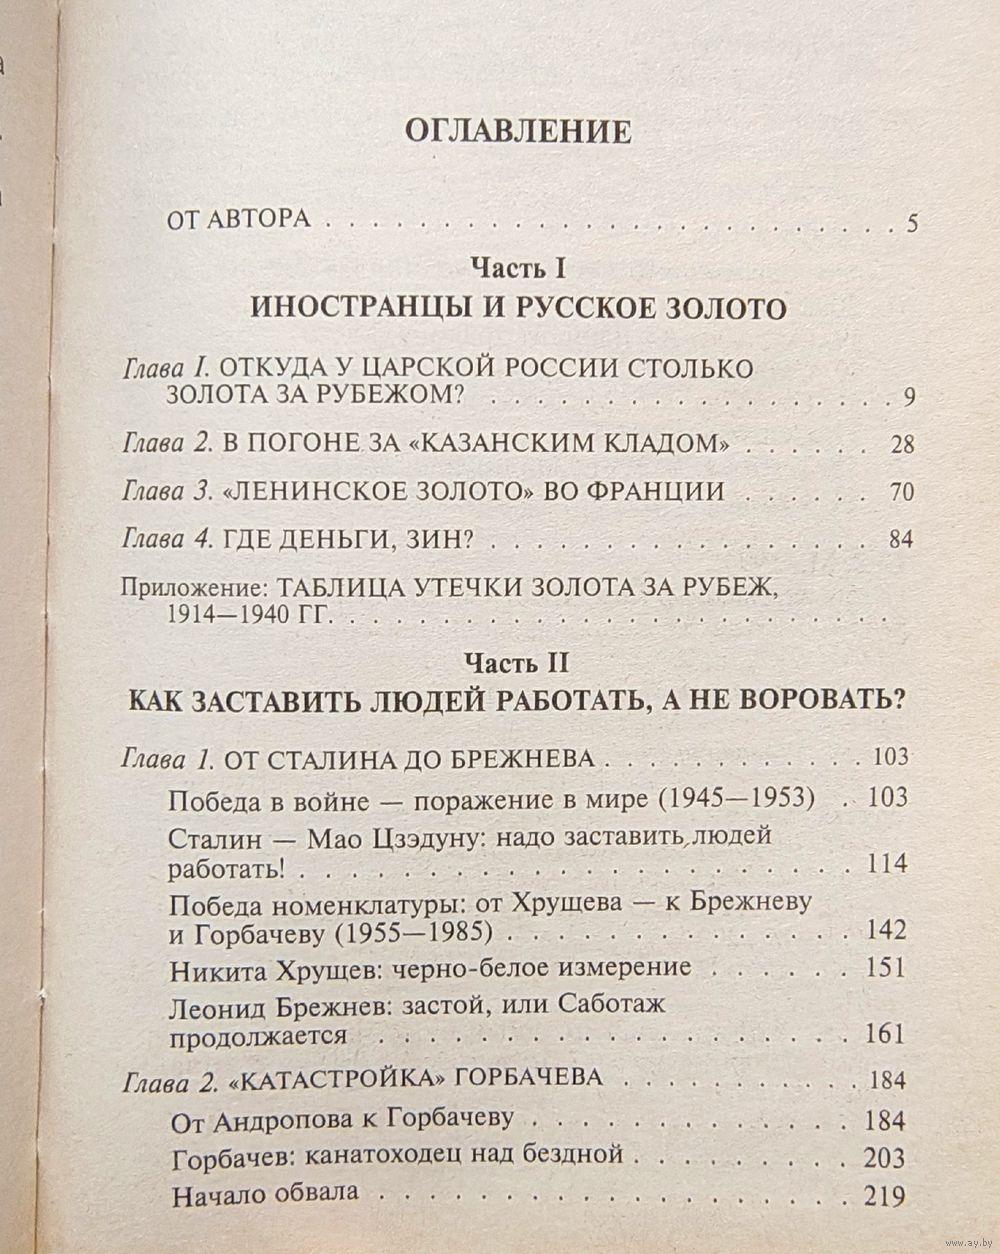 ОГЛАВЛЕНИЕ
ОТ АВТОРА . . . . . . . . . . . . . . . . . . . . . . . 5
Часть I
ИНОСТРАНЦЫ И РУССКОЕ ЗОЛОТО
Глава I. ОТКУДА У ЦАРСКОЙ РОССИИ СТОЛЬКО
ЗОЛОТА ЗА РУБЕЖОМ? . . . . . . . . . . . . . . . . . 9
Глава 2. В ПОГОНЕ ЗА «КАЗАНСКИМ КЛАДОМ» . . . . . . 28
Глава 3. «ЛЕНИНСКОЕ ЗОЛОТО» ВО ФРАНЦИИ . . . . . . 70
Глава 4. ГДЕ ДЕНЬГИ, ЗИН? . . . . . . . . . . . . . . . . 84
Приложение: ТАБЛИЦА УТЕЧКИ ЗОЛОТА ЗА РУБЕЖ,
1914—1940 ГГ. . . . . . . . . . . . . . . . . . . . . . .
Часть II
КАК ЗАСТАВИТЬ ЛЮДЕЙ РАБОТАТЬ, А НЕ ВОРОВАТЬ?
Глава 1. ОТ СТАЛИНА ДО БРЕЖНЕВА . . . . . . . . . . . 103
Победа в войне — поражение в мире (1945—1953) . 103
Сталин — Мао Цзэдуну: надо заставить людей
работать! . . . . . . . . . . . . . . . . . . . . . . 114
Победа номенклатуры: от Хрущева — к Брежневу
и Горбачеву (1955—1985) . . . . . . . . . . . . . . 142
Никита Хрущев: черно-белое измерение . . . . . . 151
Леонид Брежнев: застой, или Саботаж
продолжается . . . . . . . . . . . . . . . . . . . 161
Глава 2. «КАТАСТРОЙКА» ГОРБАЧЕВА . . . . . . . . . . 184
От Андропова к Горбачеву . . . . . . . . . . . . . 184
Горбачев: канатоходец над бездной . . . . . . . . . 203
Начало обвала . . . . . . . . . . . . . . . . . . . 219
www.ay.by